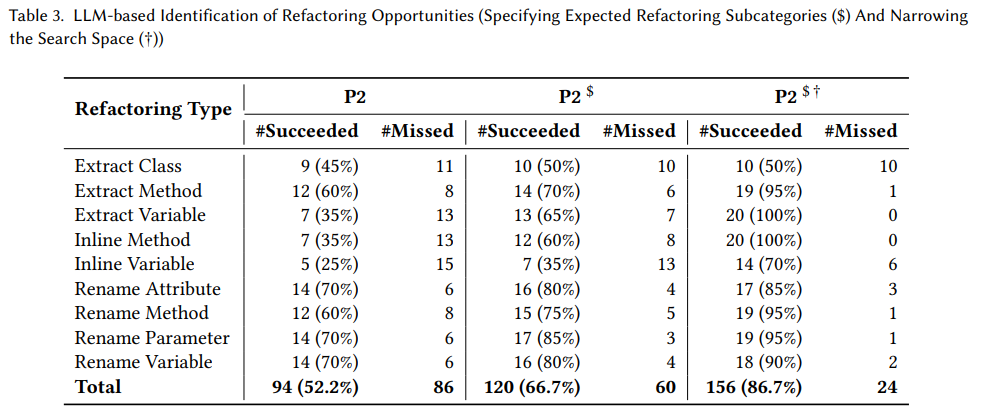 Table 3. LLM-based Identification of Refactoring Opportunities (Specifying Expected Refactoring Subcategories ($) And Narrowing
the Search Space (†))
Refactoring Type P2 P2 $ P2 $ †
#Succeeded #Missed #Succeeded #Missed #Succeeded #Missed
Extract Class 9 (45%) 11 10 (50%) 10 10 (50%) 10
Extract Method 12 (60%) 8 14 (70%) 6 19 (95%) 1
Extract Variable 7 (35%) 13 13 (65%) 7 20 (100%) 0
Inline Method 7 (35%) 13 12 (60%) 8 20 (100%) 0
Inline Variable 5 (25%) 15 7 (35%) 13 14 (70%) 6
Rename Attribute 14 (70%) 6 16 (80%) 4 17 (85%) 3
Rename Method 12 (60%) 8 15 (75%) 5 19 (95%) 1
Rename Parameter 14 (70%) 6 17 (85%) 3 19 (95%) 1
Rename Variable 14 (70%) 6 16 (80%) 4 18 (90%) 2
Total 94 (52.2%) 86 120 (66.7%) 60 156 (86.7%) 24